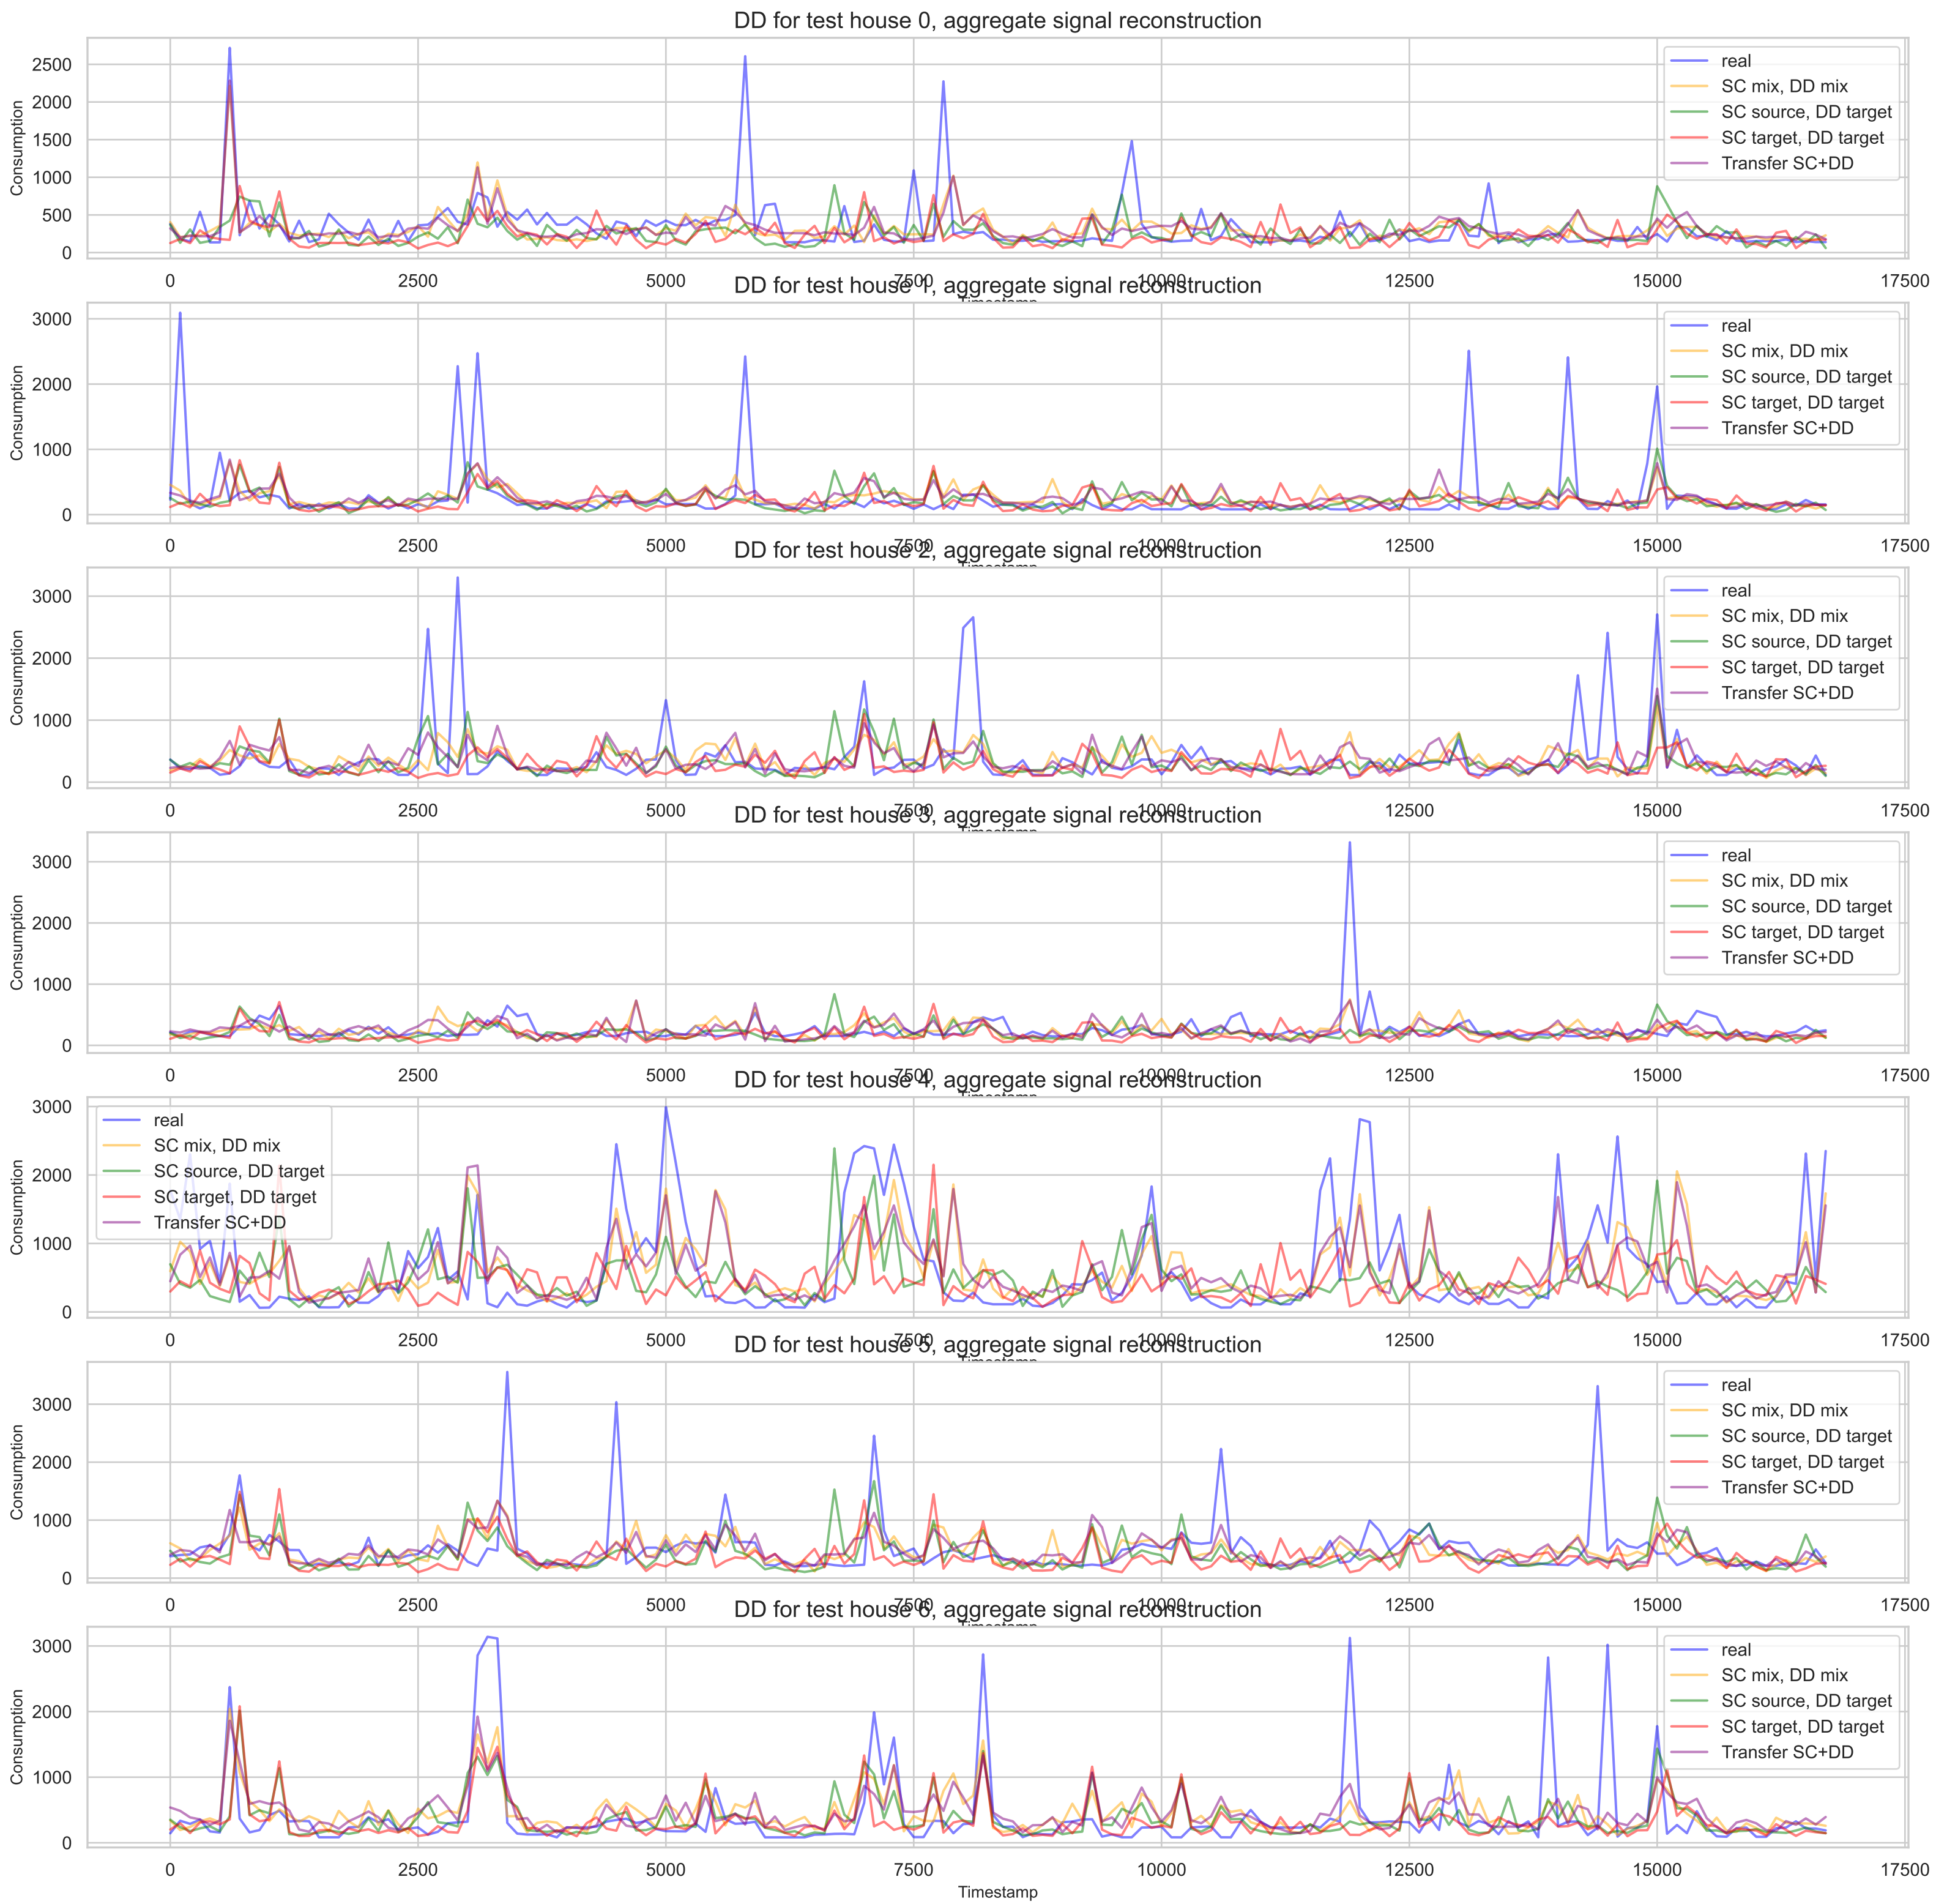 DD for test house 0, aggregate signal reconstruction
2500
2000
1500
1000
500
0
Consumption
real
SC mix, DD mix
SC source, DD target
SC target, DD target
Transfer SC+DD
0 2500 5000 7500 10000 12500 15000 17500
Timestamp
DD for test house 1, aggregate signal reconstruction
3000
2000
1000
0
Consumption
real
SC mix, DD mix
SC source, DD target
SC target, DD target
Transfer SC+DD
0 2500 5000 7500 10000 12500 15000 17500
Timestamp
DD for test house 2, aggregate signal reconstruction
3000
2000
1000
0
Consumption
real
SC mix, DD mix
SC source, DD target
SC target, DD target
Transfer SC+DD
0 2500 5000 7500 10000 12500 15000 17500
Timestamp
DD for test house 3, aggregate signal reconstruction
3000
2000
1000
0
Consumption
real
SC mix, DD mix
SC source, DD target
SC target, DD target
Transfer SC+DD
0 2500 5000 7500 10000 12500 15000 17500
Timestamp
DD for test house 4, aggregate signal reconstruction
3000
2000
1000
0
Consumption
real
SC mix, DD mix
SC source, DD target
SC target, DD target
Transfer SC+DD
0 2500 5000 7500 10000 12500 15000 17500
Timestamp
DD for test house 5, aggregate signal reconstruction
3000
2000
1000
0
Consumption
real
SC mix, DD mix
SC source, DD target
SC target, DD target
Transfer SC+DD
0 2500 5000 7500 10000 12500 15000 17500
Timestamp
DD for test house 6, aggregate signal reconstruction
3000
2000
1000
0
Consumption
real
SC mix, DD mix
SC source, DD target
SC target, DD target
Transfer SC+DD
0 2500 5000 7500 10000 12500 15000 17500
Timestamp